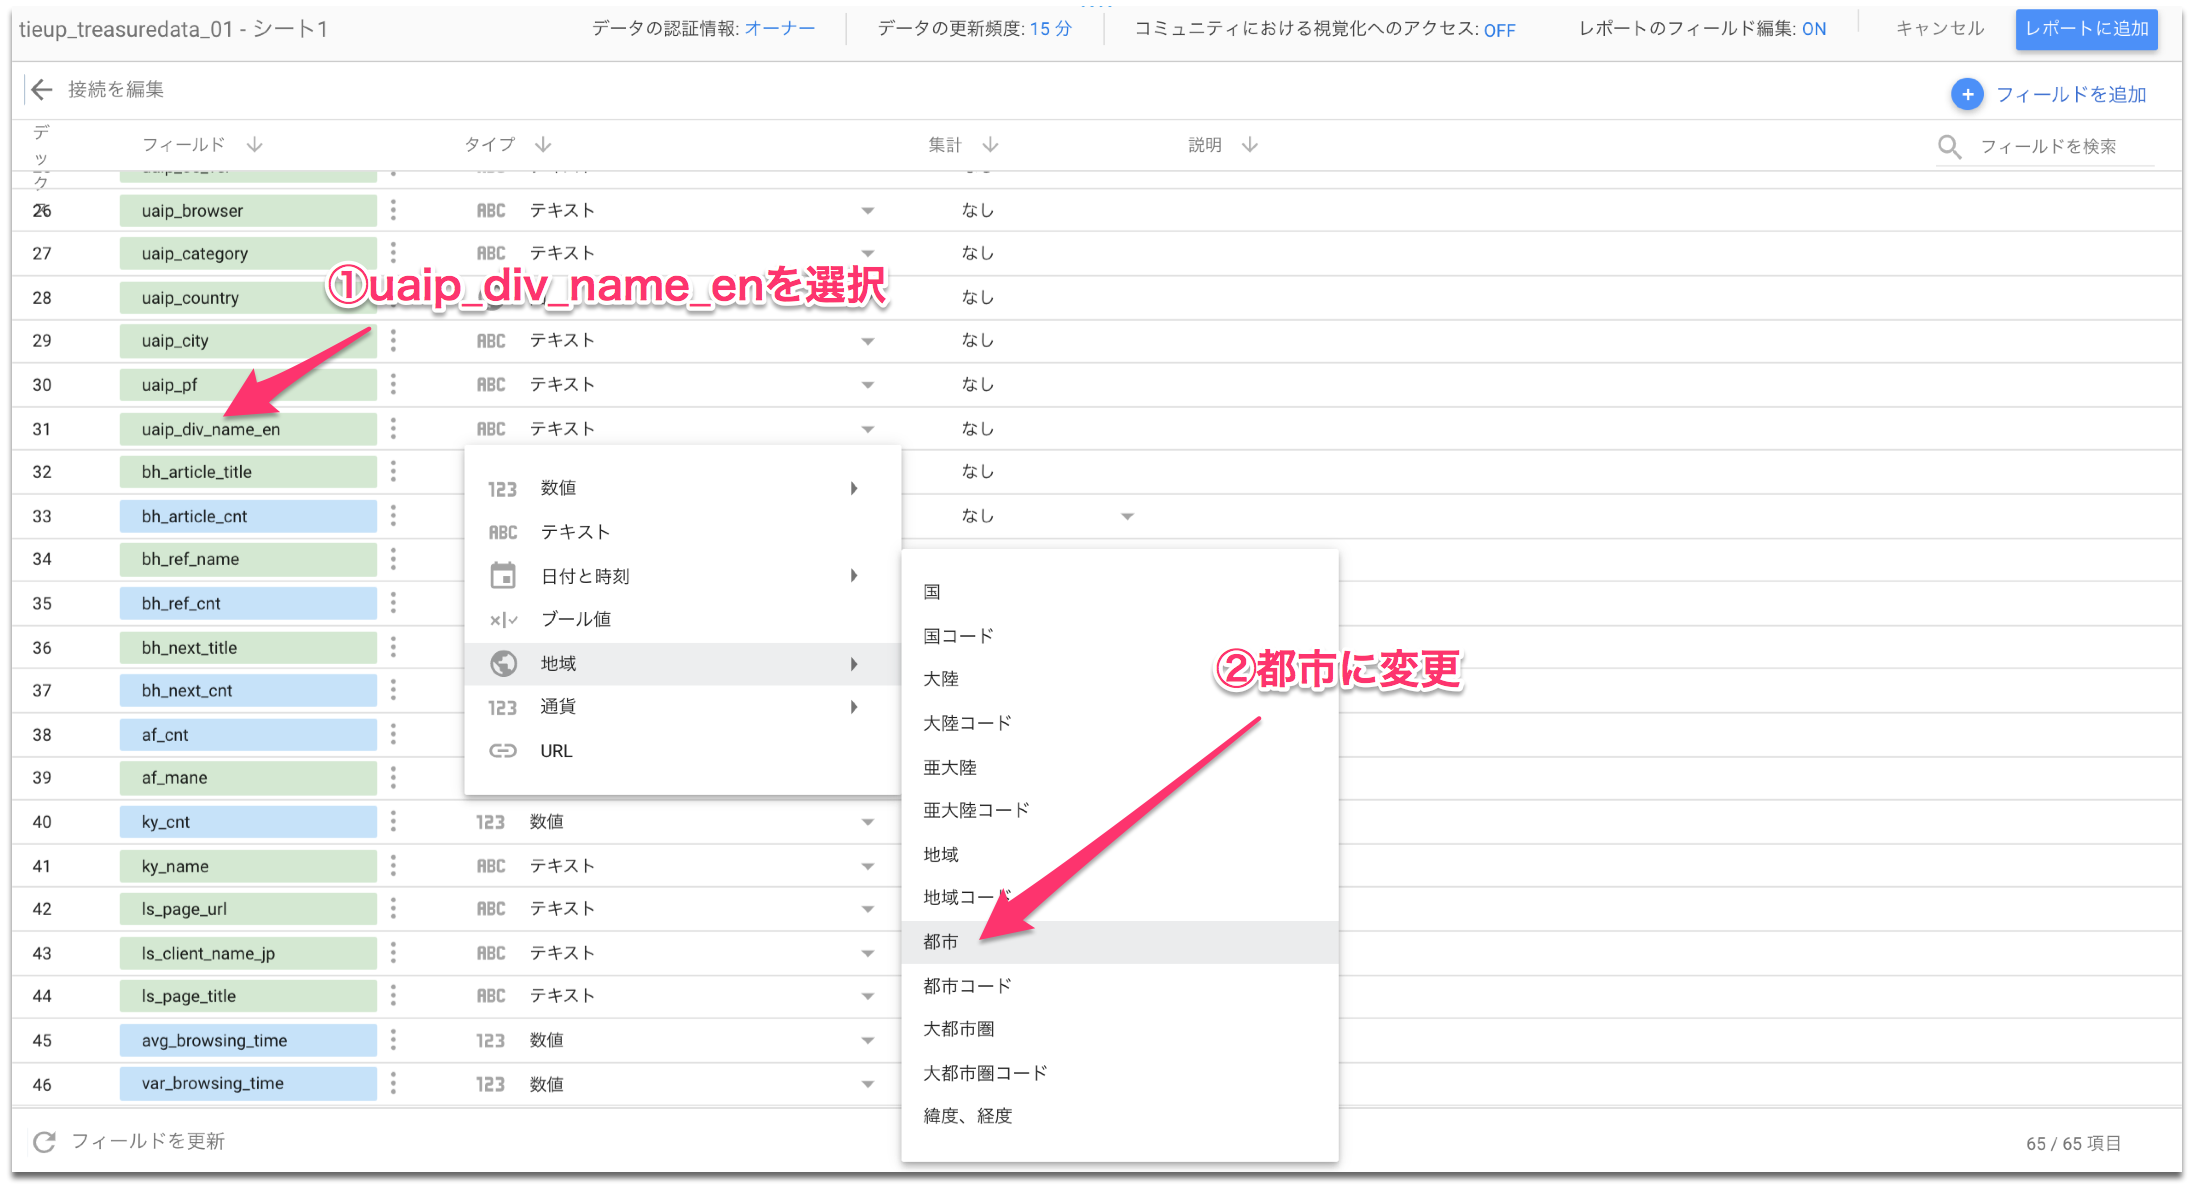 tieup_treasuredata_01 - シート1
データの認証情報: オーナー
データの更新頻度: 15 分
コミュニティにおける視覚化へのアクセス: OFF
レポートのフィールド編集: ON
キャンセル
レポートに追加
接続を編集
フィールドを追加
フィールド
タイプ
集計
説明
フィールドを検索
26 uaip_browser ABC テキスト なし
27 uaip_category ABC テキスト なし
①uaip_div_name_enを選択
28 uaip_country なし
29 uaip_city ABC テキスト なし
30 uaip_pf ABC テキスト なし
31 uaip_div_name_en ABC テキスト なし
32 bh_article_title なし
33 bh_article_cnt なし
34 bh_ref_name
35 bh_ref_cnt
36 bh_next_title
37 bh_next_cnt
38 af_cnt
39 af_mane
40 ky_cnt 123 数値
41 ky_name ABC テキスト
42 ls_page_url ABC テキスト
43 ls_client_name_jp ABC テキスト
44 ls_page_title ABC テキスト
45 avg_browsing_time 123 数値
46 var_browsing_time 123 数値
123 数値
ABC テキスト
日付と時刻
ブール値
地域
123 通貨
URL
国
国コード
②都市に変更
大陸
大陸コード
亜大陸
亜大陸コード
地域
地域コード
都市
都市コード
大都市圏
大都市圏コード
緯度、経度
フィールドを更新
65 / 65 項目